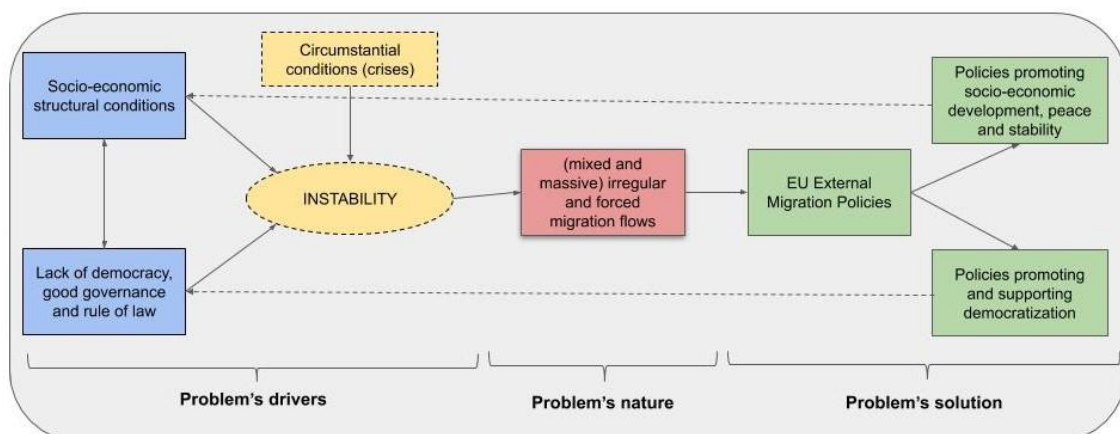 Circumstantial
conditions (crises)
Socio-economic
structural conditions
Policies promoting
socio-economic
development, peace
and stability
INSTABILITY
(mixed and
massive) irregular
and forced
migration flows
EU External
Migration Policies
Lack of democracy,
good governance
and rule of law
Policies promoting
and supporting
democratization
Problem's drivers
Problem's nature
Problem's solution